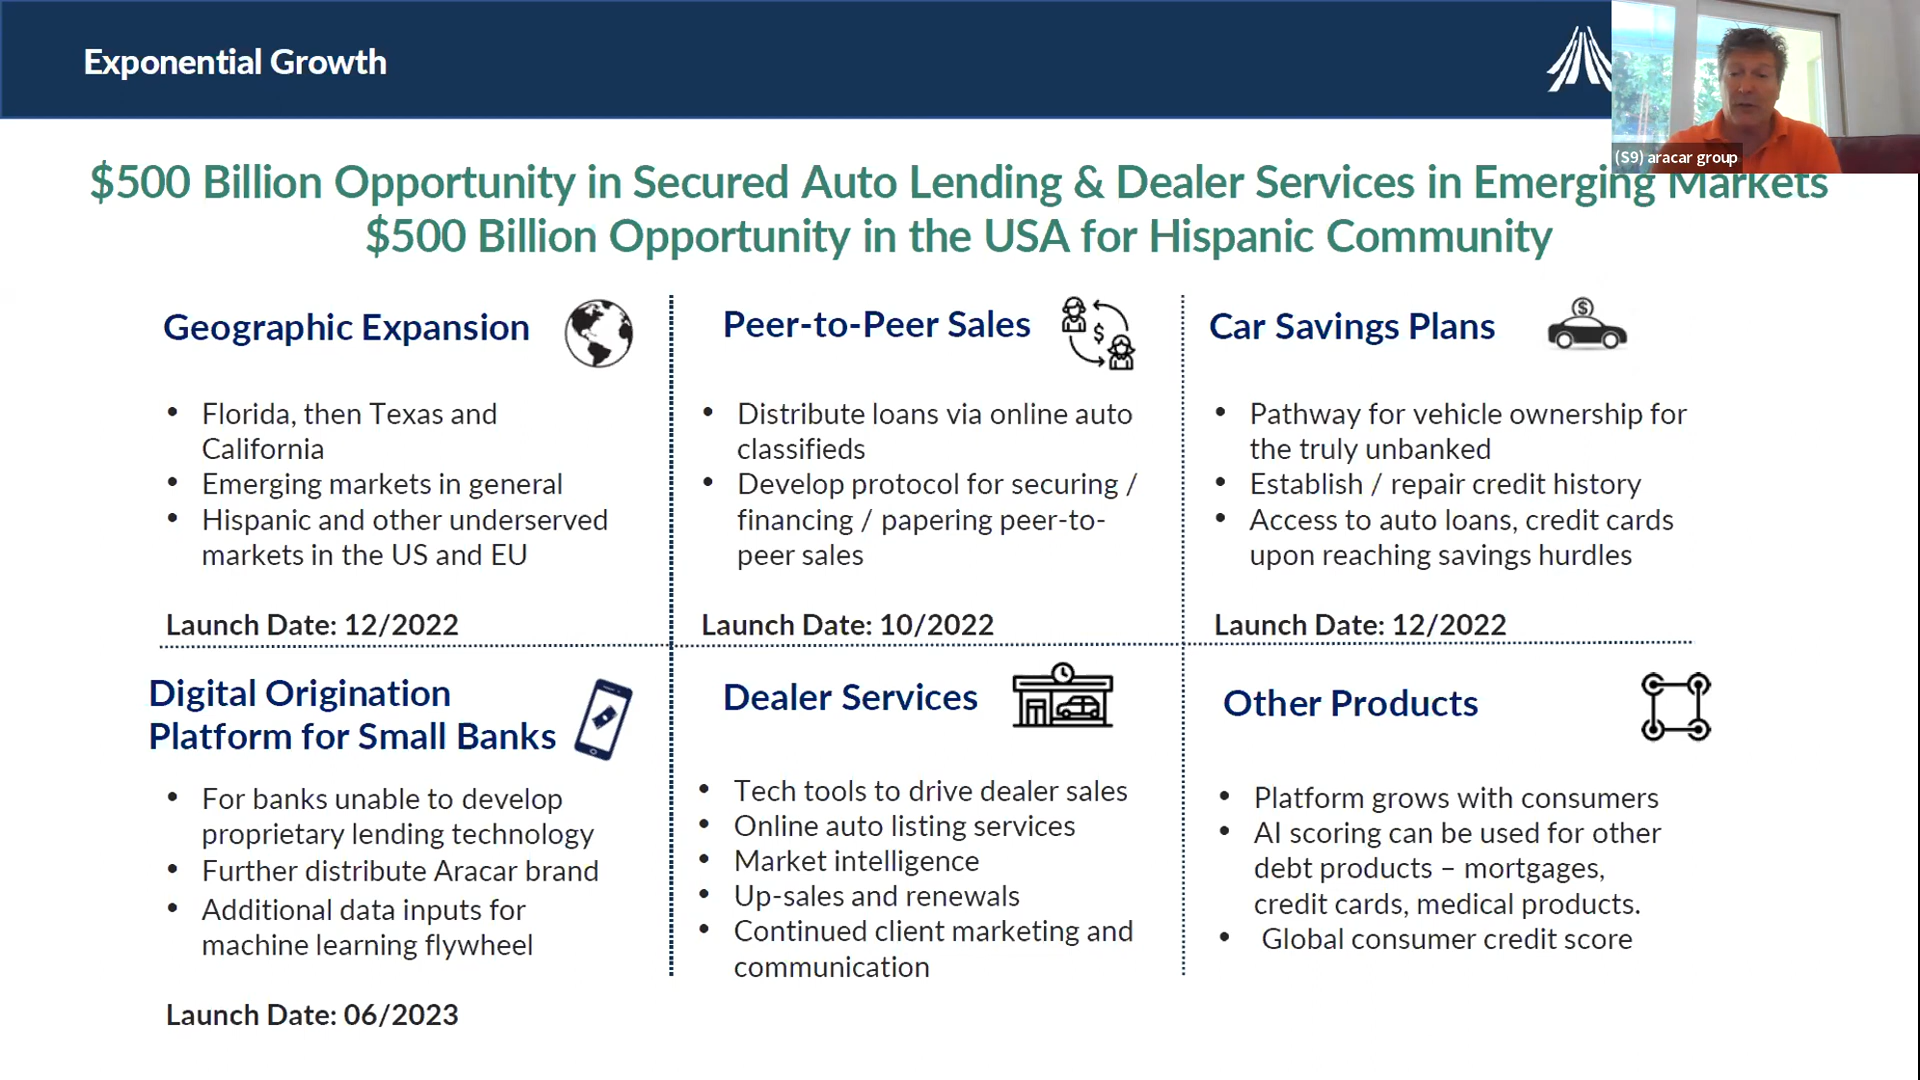 Exponential Growth
(S9) aracar group
$500 Billion Opportunity in Secured Auto Lending & Dealer Services in Emerging Markets
$500 Billion Opportunity in the USA for Hispanic Community
Geographic Expansion
• Florida, then Texas and
California
• Emerging markets in general
• Hispanic and other underserved
markets in the US and EU
Launch Date: 12/2022
Peer-to-Peer Sales
$
• Distribute loans via online auto
classifieds
• Develop protocol for securing /
financing / papering peer-to-
peer sales
Launch Date: 10/2022
Car Savings Plans
$
• Pathway for vehicle ownership for
the truly unbanked
• Establish / repair credit history
• Access to auto loans, credit cards
upon reaching savings hurdles
Launch Date: 12/2022
Digital Origination
Platform for Small Banks
• For banks unable to develop
proprietary lending technology
• Further distribute Aracar brand
• Additional data inputs for
machine learning flywheel
Launch Date: 06/2023
Dealer Services
• Tech tools to drive dealer sales
• Online auto listing services
• Market intelligence
• Up-sales and renewals
• Continued client marketing and
communication
Other Products
• Platform grows with consumers
• AI scoring can be used for other
debt products – mortgages,
credit cards, medical products.
• Global consumer credit score